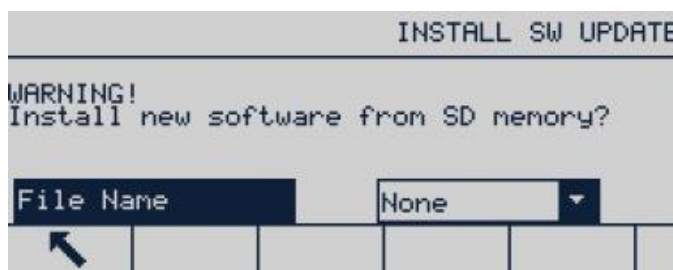 INSTALL SW UPDATE
WARNING!
Install new software from SD memory?
File Name
None